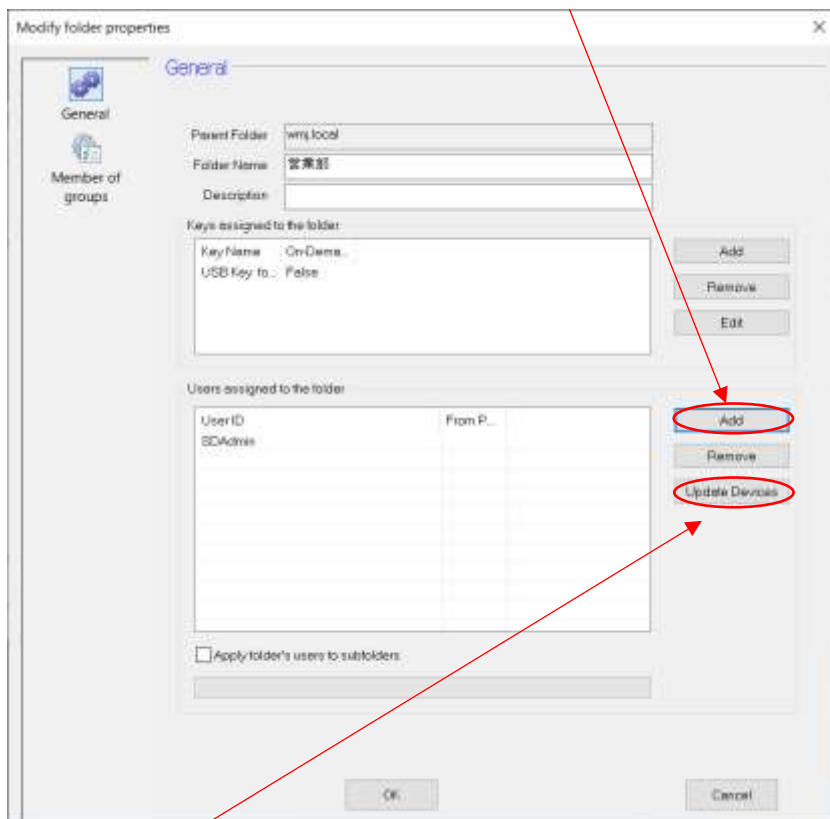 Modify folder properties
General
General
Member of
groups
Parent Folder wmj.local
Folder Name 営業部
Description
Keys assigned to the folder
Key Name On-Dema..
USB Key fo.. False
Add
Remove
Edit
Users assigned to the folder
User ID From P...
SDAdmin
Add
Remove
Update Devices
Apply folder's users to subfolders
OK
Cancel